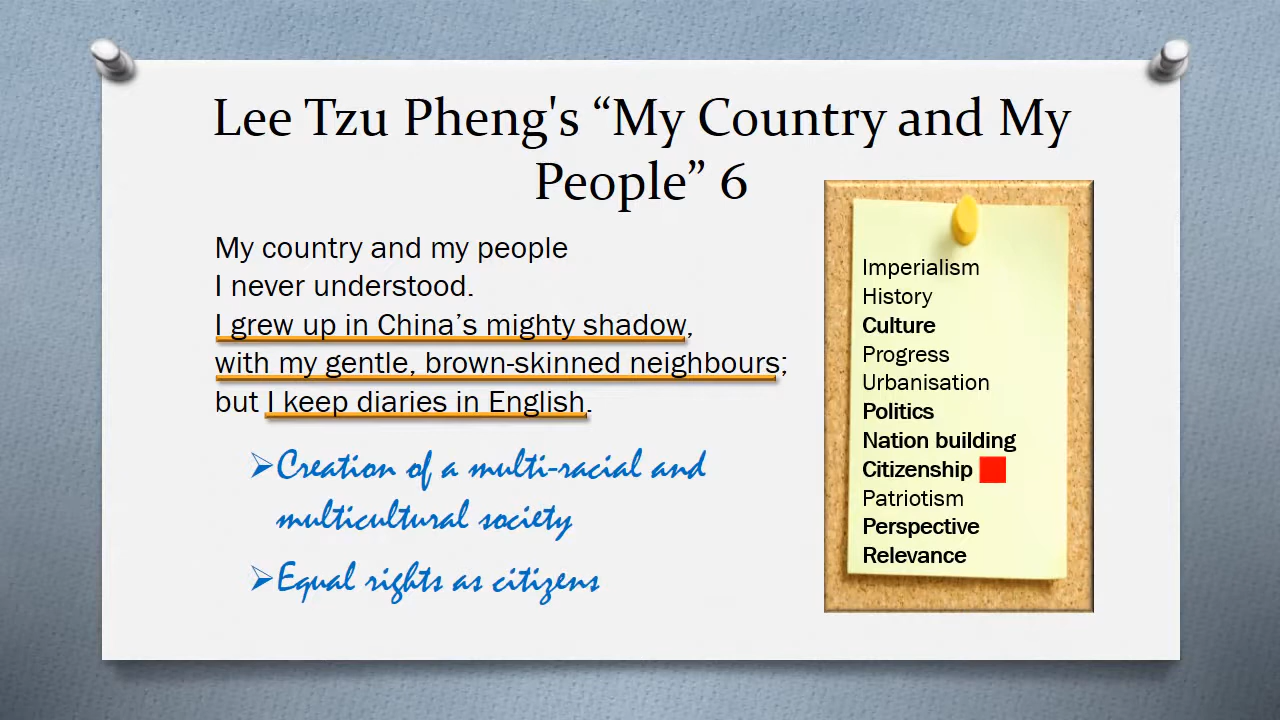 Lee Tzu Pheng's “My Country and My
People” 6
My country and my people
I never understood.
I grew up in China’s mighty shadow,
with my gentle, brown-skinned neighbours;
but I keep diaries in English.
➢Creation of a multi-racial and
multicultural society
➢Equal rights as citizens
Imperialism
History
Culture
Progress
Urbanisation
Politics
Nation building
Citizenship
Patriotism
Perspective
Relevance